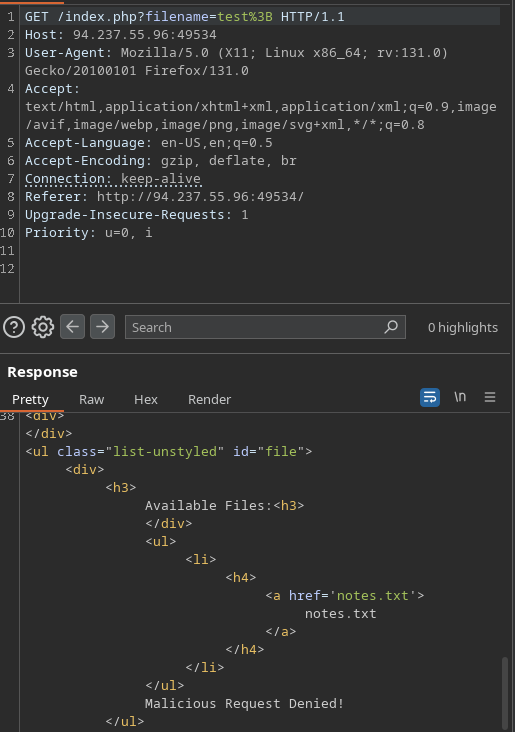 1 GET /index.php?filename=test%3B HTTP/1.1
2 Host: 94.237.55.96:49534
3 User-Agent: Mozilla/5.0 (X11; Linux x86_64; rv:131.0)
Gecko/20100101 Firefox/131.0
4 Accept:
text/html,application/xhtml+xml,application/xml;q=0.9,image
/avif,image/webp,image/png,image/svg+xml,*/*;q=0.8
5 Accept-Language: en-US,en;q=0.5
6 Accept-Encoding: gzip, deflate, br
7 Connection: keep-alive
8 Referer: http://94.237.55.96:49534/
9 Upgrade-Insecure-Requests: 1
10 Priority: u=0, i
11
12
Search 0 highlights
Response
Pretty Raw Hex Render \n
38 <div>
</div>
<ul class="list-unstyled" id="file">
<div>
<h3>
Available Files:<h3>
</div>
<ul>
<li>
<h4>
<a href='notes.txt'>
notes.txt
</a>
</h4>
</li>
</ul>
Malicious Request Denied!
</ul>